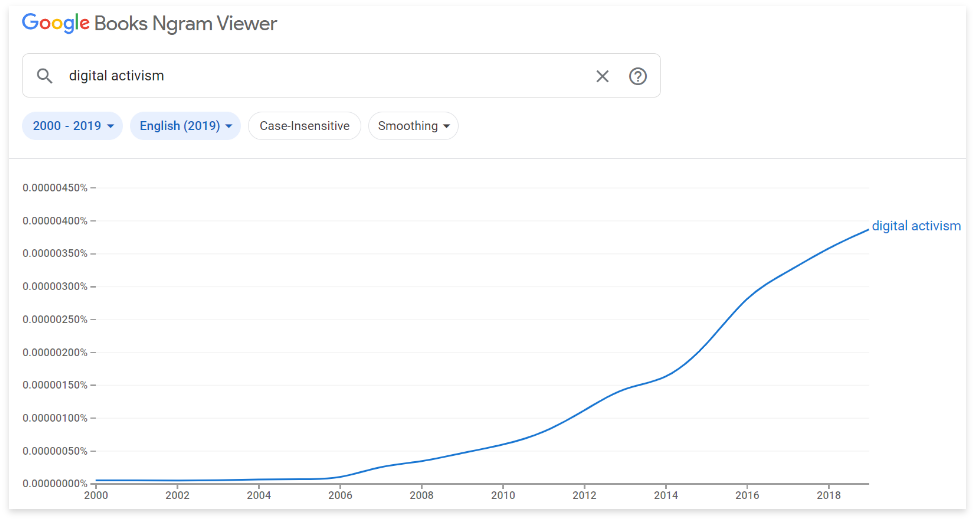 Google Books Ngram Viewer
digital activism
2000 - 2019
English (2019)
Case-Insensitive
Smoothing
0.00000450%
0.00000400%
digital activism
0.00000350%
0.00000300%
0.00000250%
0.00000200%
0.00000150%
0.00000100%
0.00000050%
0.00000000%
2000 2002 2004 2006 2008 2010 2012 2014 2016 2018